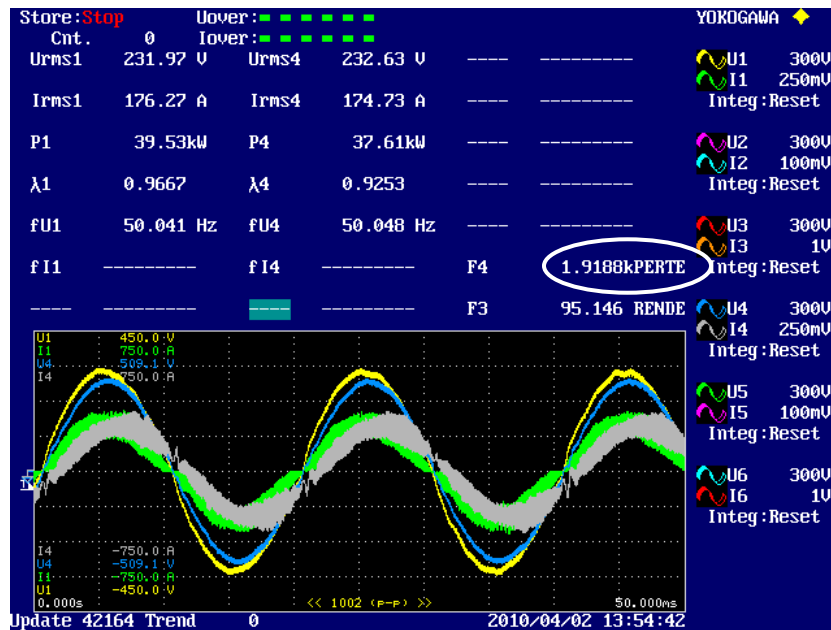 Store:Stop Uover: YOKOGAWA
Cnt. 0 Iover:
Urms1 231.97 V Urms4 232.63 V ---- ---------
Irms1 176.27 A Irms4 174.73 A ---- ---------
P1 39.53kW P4 37.61kW ---- ---------
λ1 0.9667 λ4 0.9253 ---- ---------
fU1 50.041 Hz fU4 50.048 Hz ---- ---------
fI1 --------- fI4 --------- F4 1.9188kPERTE
---- --------- ---- --------- F3 95.146 RENDE
U1 300V
I1 250mV
Integ:Reset
U2 300V
I2 100mV
Integ:Reset
U3 300V
I3 1V
Integ:Reset
U4 300V
I4 250mV
Integ:Reset
U5 300V
I5 100mV
Integ:Reset
U6 300V
I6 1V
Integ:Reset
U1 450.0 V
I1 750.0 A
U4 509.1 V
I4 750.0 A
I4 -750.0 A
U4 -509.1 V
I1 -750.0 A
U1 -450.0 V
0.000s << 1002 (p-p) >> 50.000ms
Update 42164 Trend 0 2010/04/02 13:54:42